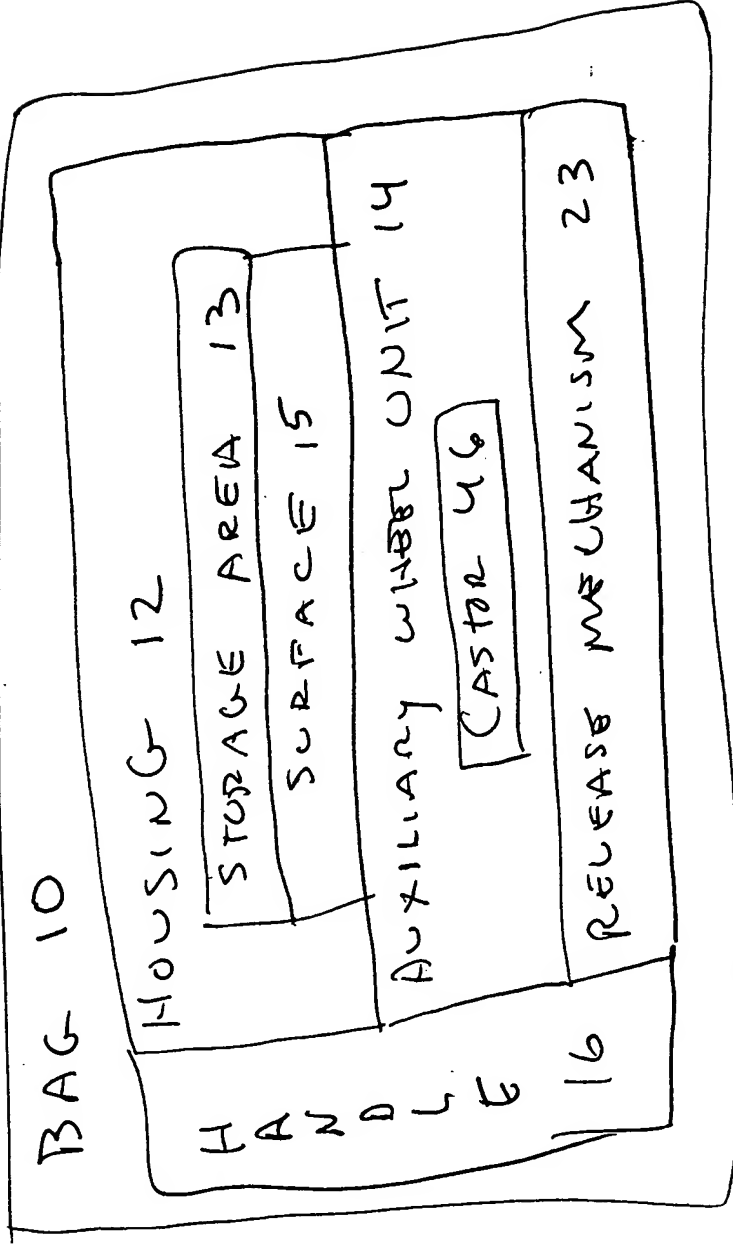 BAG 10
HOUSING 12
STORAGE AREA 13
SURFACE 15
AUXILIARY WHEEL UNIT 14
CASTOR 46
RELEASE MECHANISM 23
HANDLE 16